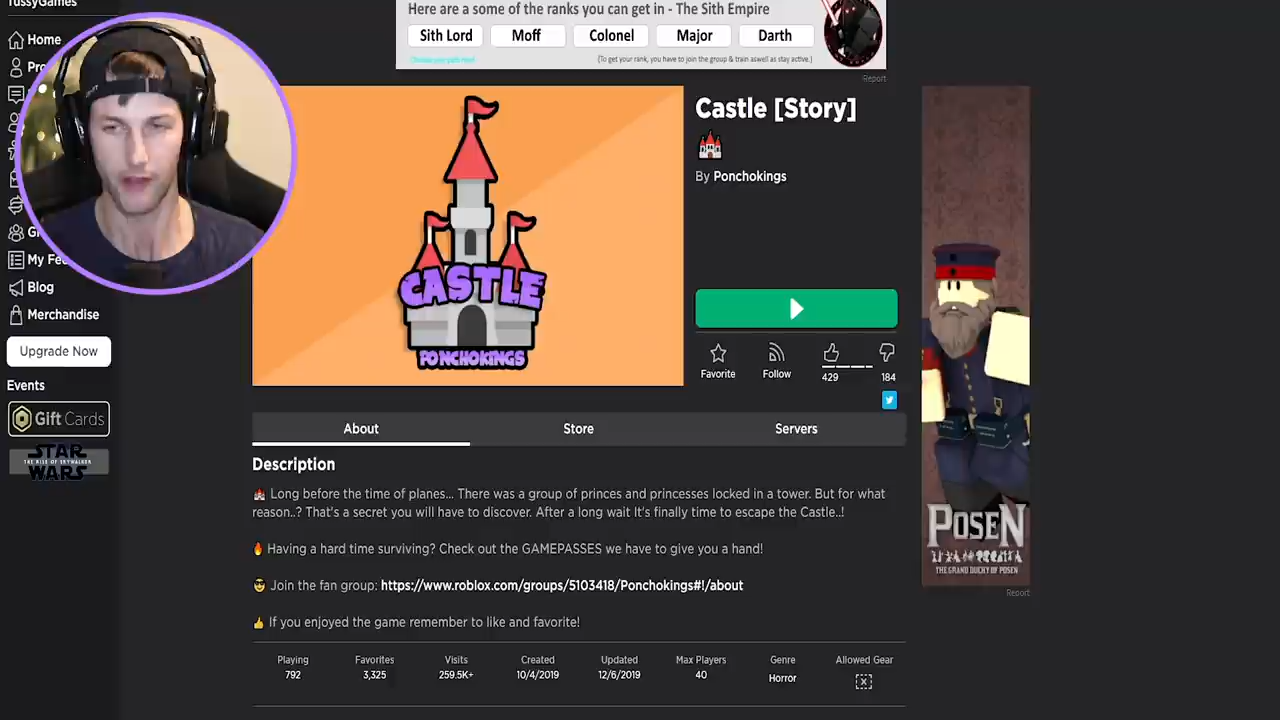 TussyGames
Here are a some of the ranks you can get in - The Sith Empire
Sith Lord
Moff
Colonel
Major
Darth
(To get your rank, you have to join the group & train aswell as stay active.)
Report
Home
My Fe
Blog
Merchandise
Upgrade Now
Events
Gift Cards
STAR WARS
THE RISE OF SKYWALKER
CASTLE
PONCHOKINGS
Castle [Story]
By Ponchokings
Favorite
Follow
429
184
About
Store
Servers
Description
Long before the time of planes... There was a group of princes and princesses locked in a tower. But for what
reason..? That's a secret you will have to discover. After a long wait It's finally time to escape the Castle..!
Having a hard time surviving? Check out the GAMEPASSES we have to give you a hand!
Join the fan group: https://www.roblox.com/groups/5103418/Ponchokings#!/about
If you enjoyed the game remember to like and favorite!
Playing
792
Favorites
3,325
Visits
259.5K+
Created
10/4/2019
Updated
12/6/2019
Max Players
40
Genre
Horror
Allowed Gear
POSEN
THE GRAND DUCHY OF POSEN
Report